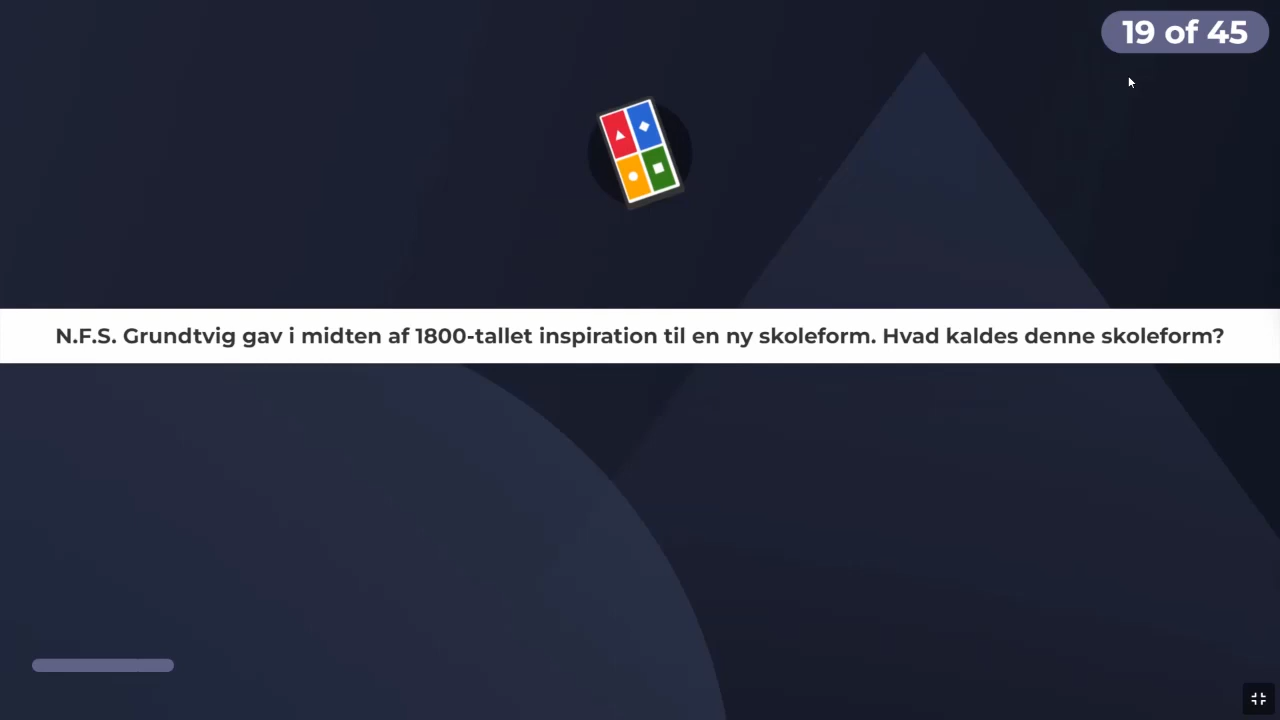 19 of 45
N.F.S. Grundtvig gav i midten af 1800-tallet inspiration til en ny skoleform. Hvad kaldes denne skoleform?